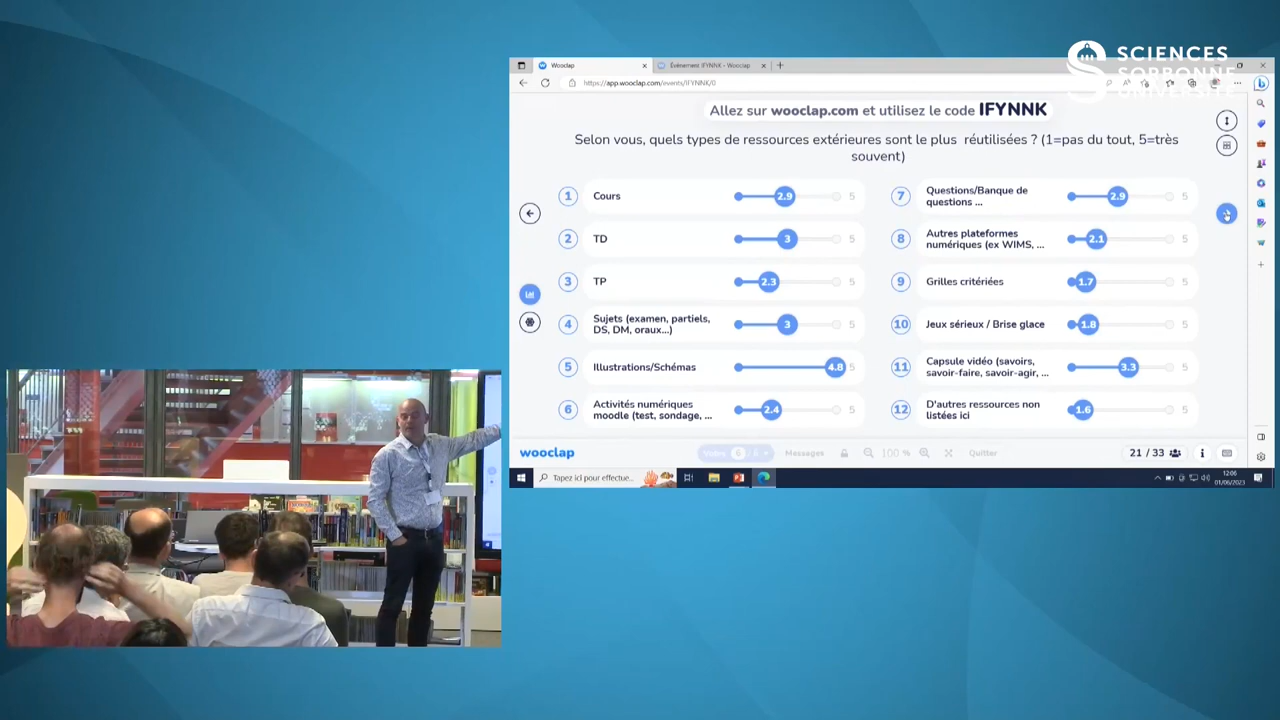 SCIENCES
SORBONNE
UNIVERSITÉ
Wooclap
Événement IFYNNK - Wooclap
https://app.wooclap.com/events/IFYNNK/0
Allez sur wooclap.com et utilisez le code IFYNNK
Selon vous, quels types de ressources extérieures sont le plus réutilisées ? (1=pas du tout, 5=très
souvent)
1 Cours 2.9 5
2 TD 3 5
3 TP 2.3 5
4 Sujets (examen, partiels,
DS, DM, oraux...) 3 5
5 Illustrations/Schémas 4.8 5
6 Activités numériques
moodle (test, sondage, ... 2.4 5
7 Questions/Banque de
questions ... 2.9 5
8 Autres plateformes
numériques (ex WIMS, ... 2.1 5
9 Grilles critériées 1.7 5
10 Jeux sérieux / Brise glace 1.8 5
11 Capsule vidéo (savoirs,
savoir-faire, savoir-agir, ... 3.3 5
12 D'autres ressources non
listées ici 1.6 5
wooclap
Messages
100 %
Quitter
21 / 33
Tapez ici pour effectue...
12:06
01/06/2023